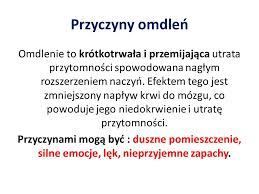 Przyczyny omdleń
Omdlenie to krótkotrwała i przemijająca utrata
przytomności spowodowana nagłym
rozszerzeniem naczyń. Efektem tego jest
zmniejszony napływ krwi do mózgu, co
powoduje jego niedokrwienie i utratę
przytomności.
Przyczynami mogą być : duszne pomieszczenie,
silne emocje, lęk, nieprzyjemne zapachy.